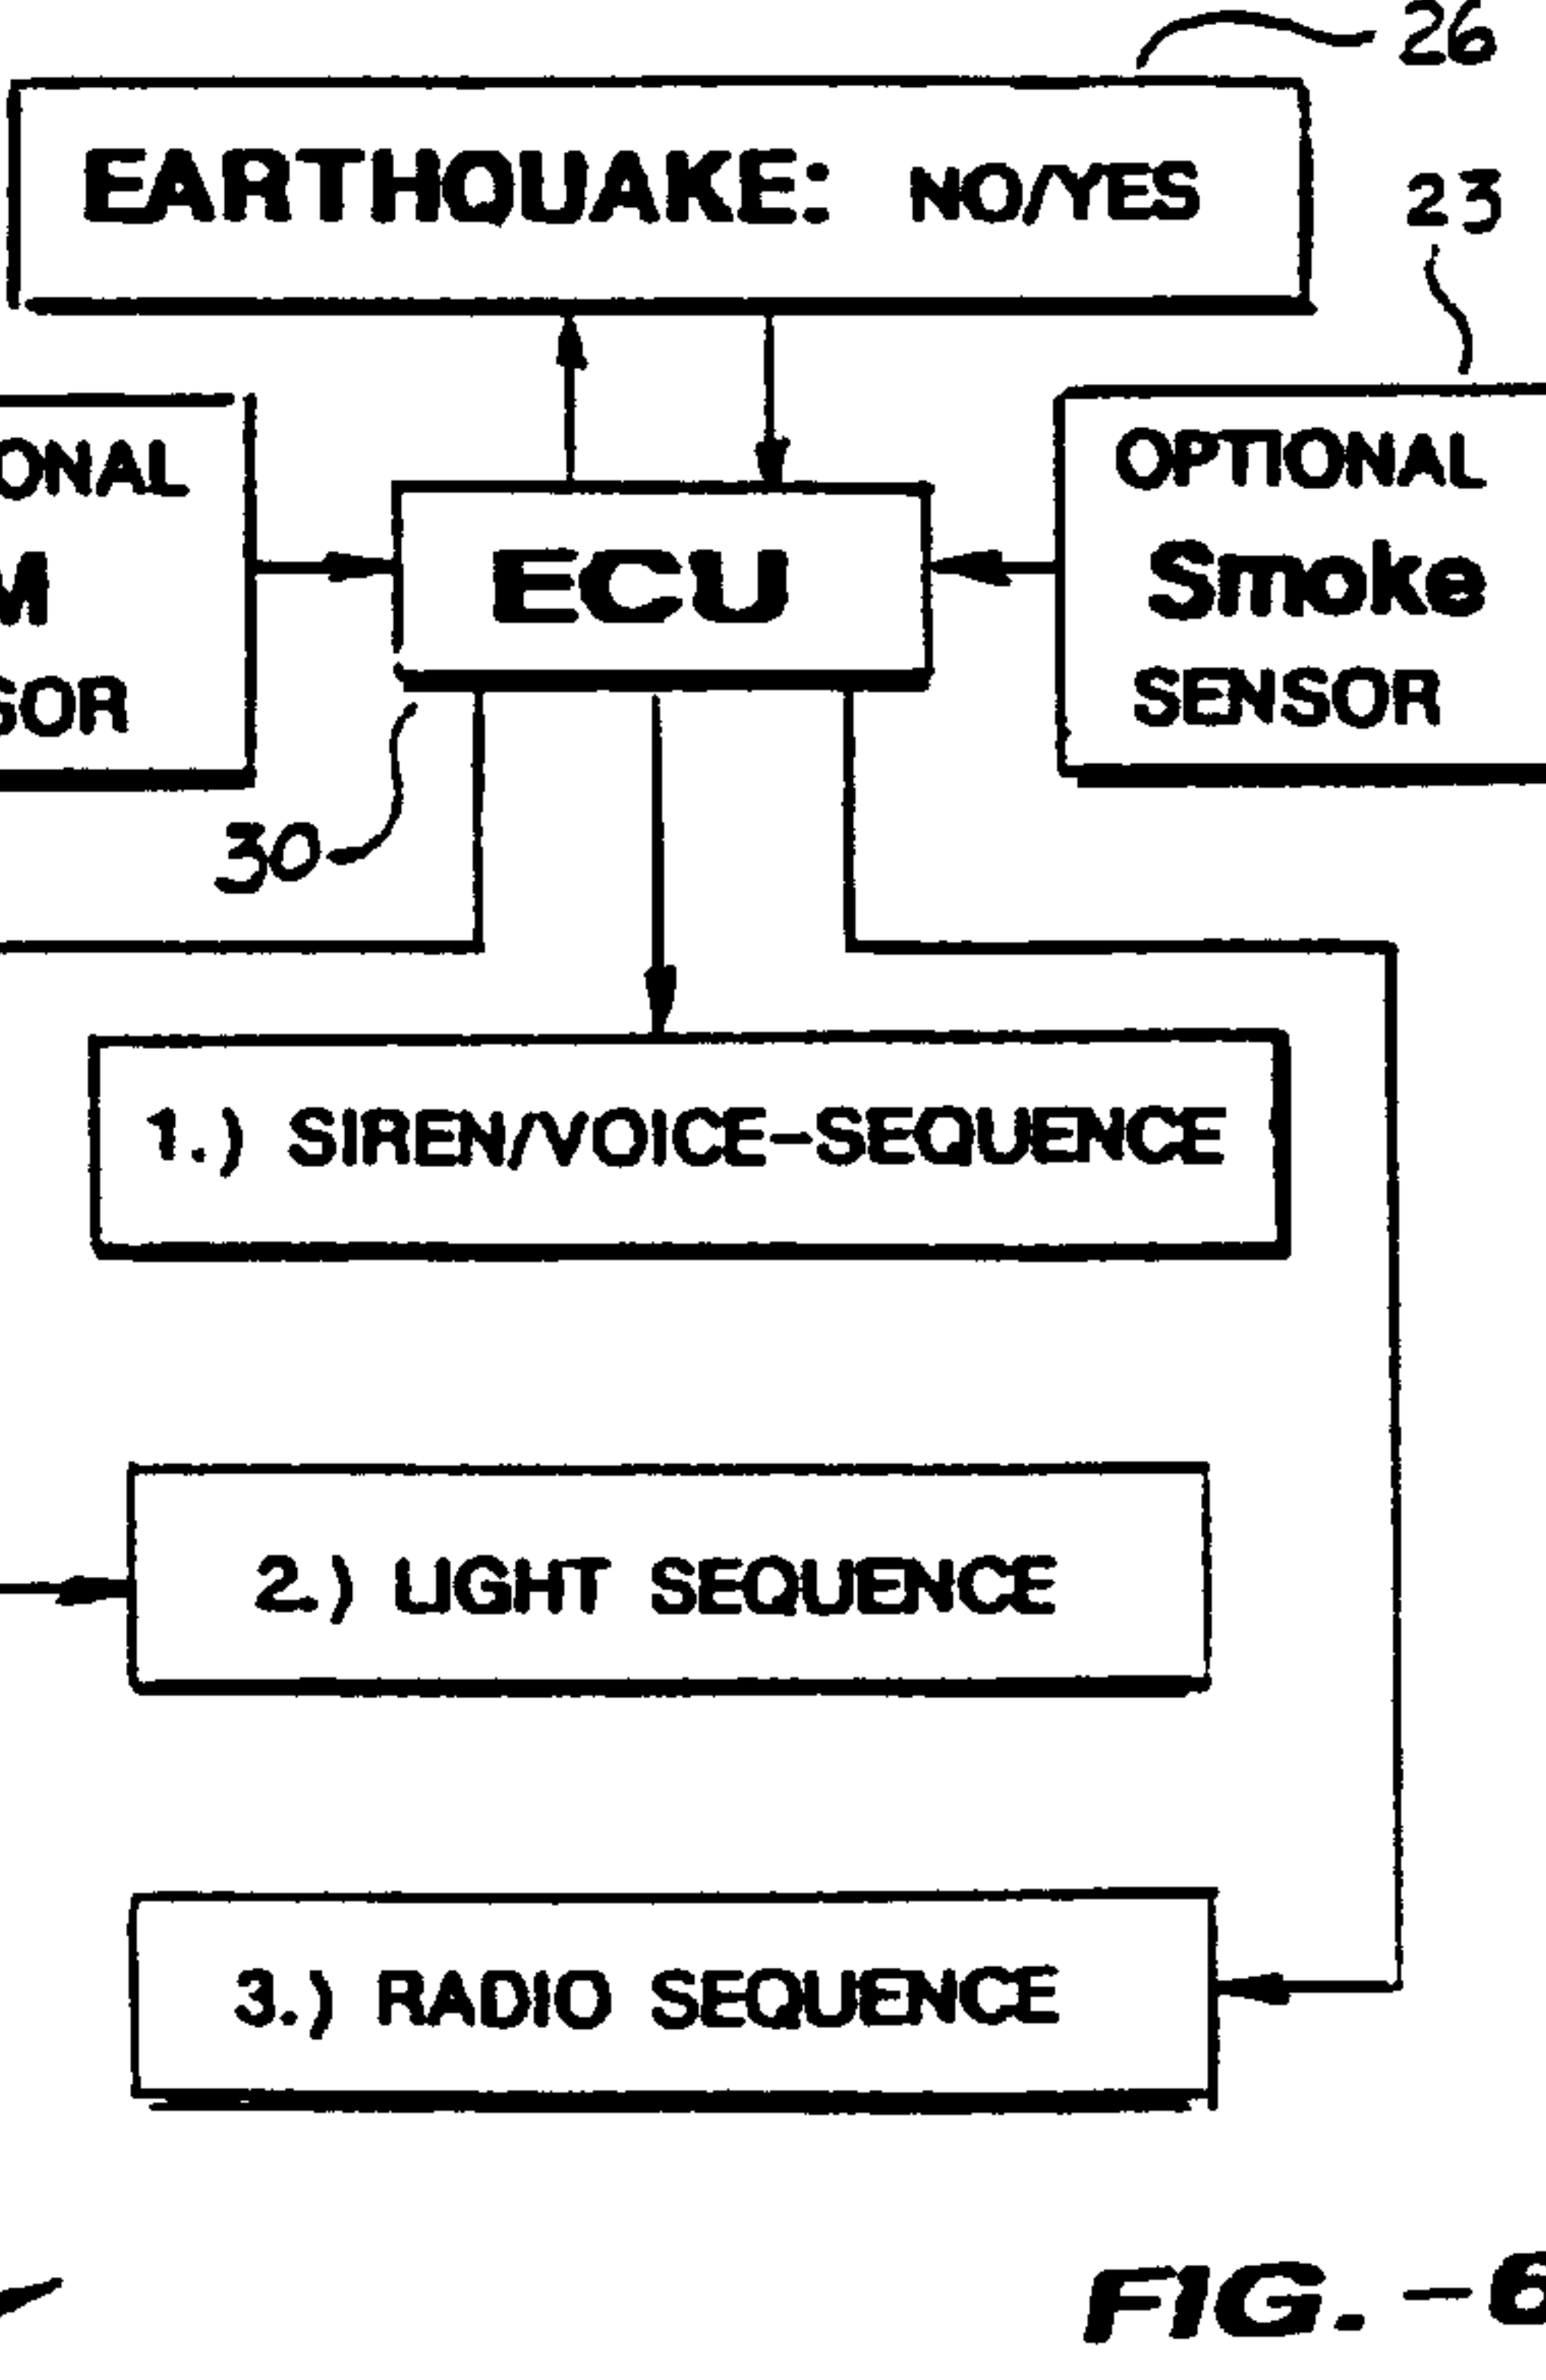 26
EARTHQUAKE: NO/YES
23
ONAL
M
SOR
ECU
OPTIONAL
Smoke
SENSOR
30
1.) SIREN/VOICE-SEQUENCE
2.) LIGHT SEQUENCE
3.) RADIO SEQUENCE
FIG.-6